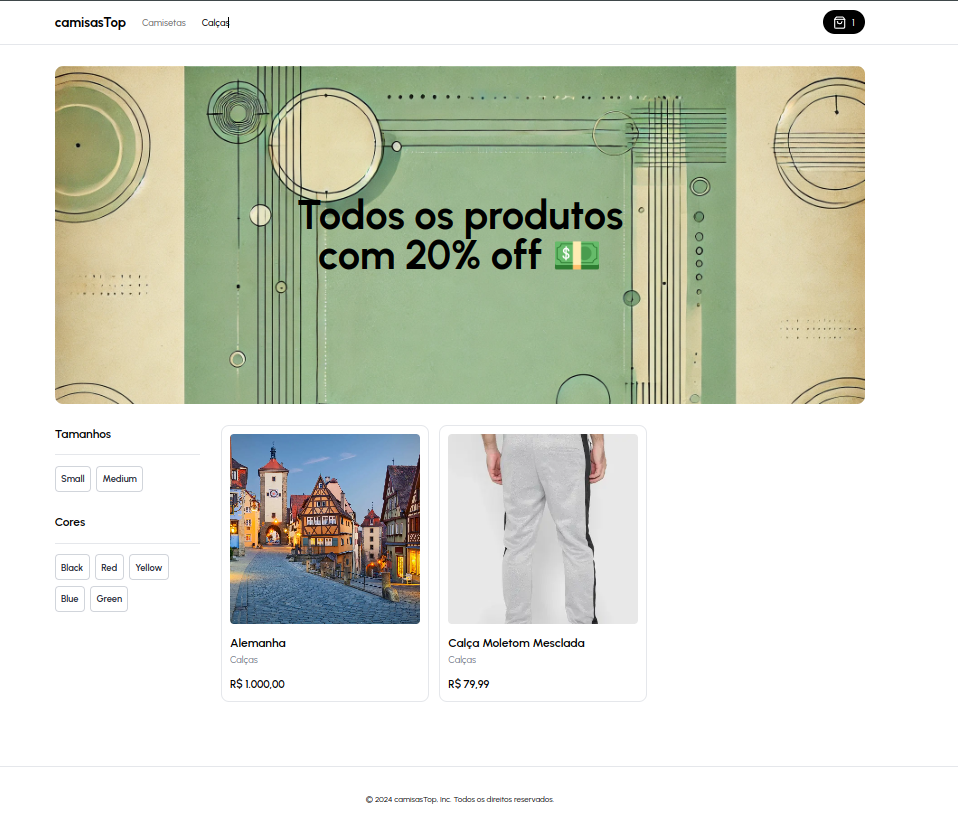 camisasTop
Camisetas
Calças
1
Todos os produtos
com 20% off 💵
Tamanhos
Small
Medium
Cores
Black
Red
Yellow
Blue
Green
Alemanha
Calças
R$ 1.000,00
Calça Moletom Mesclada
Calças
R$ 79,99
© 2024 camisasTop. Inc. Todos os direitos reservados.